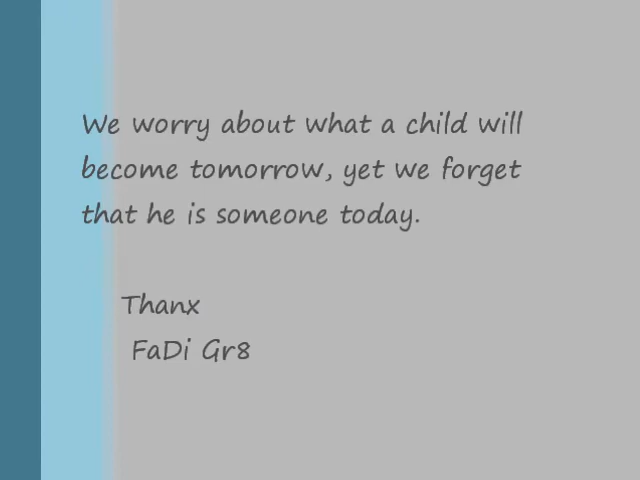 We worry about what a child will
become tomorrow, yet we forget
that he is someone today.
Thanx
FaDi Gr8